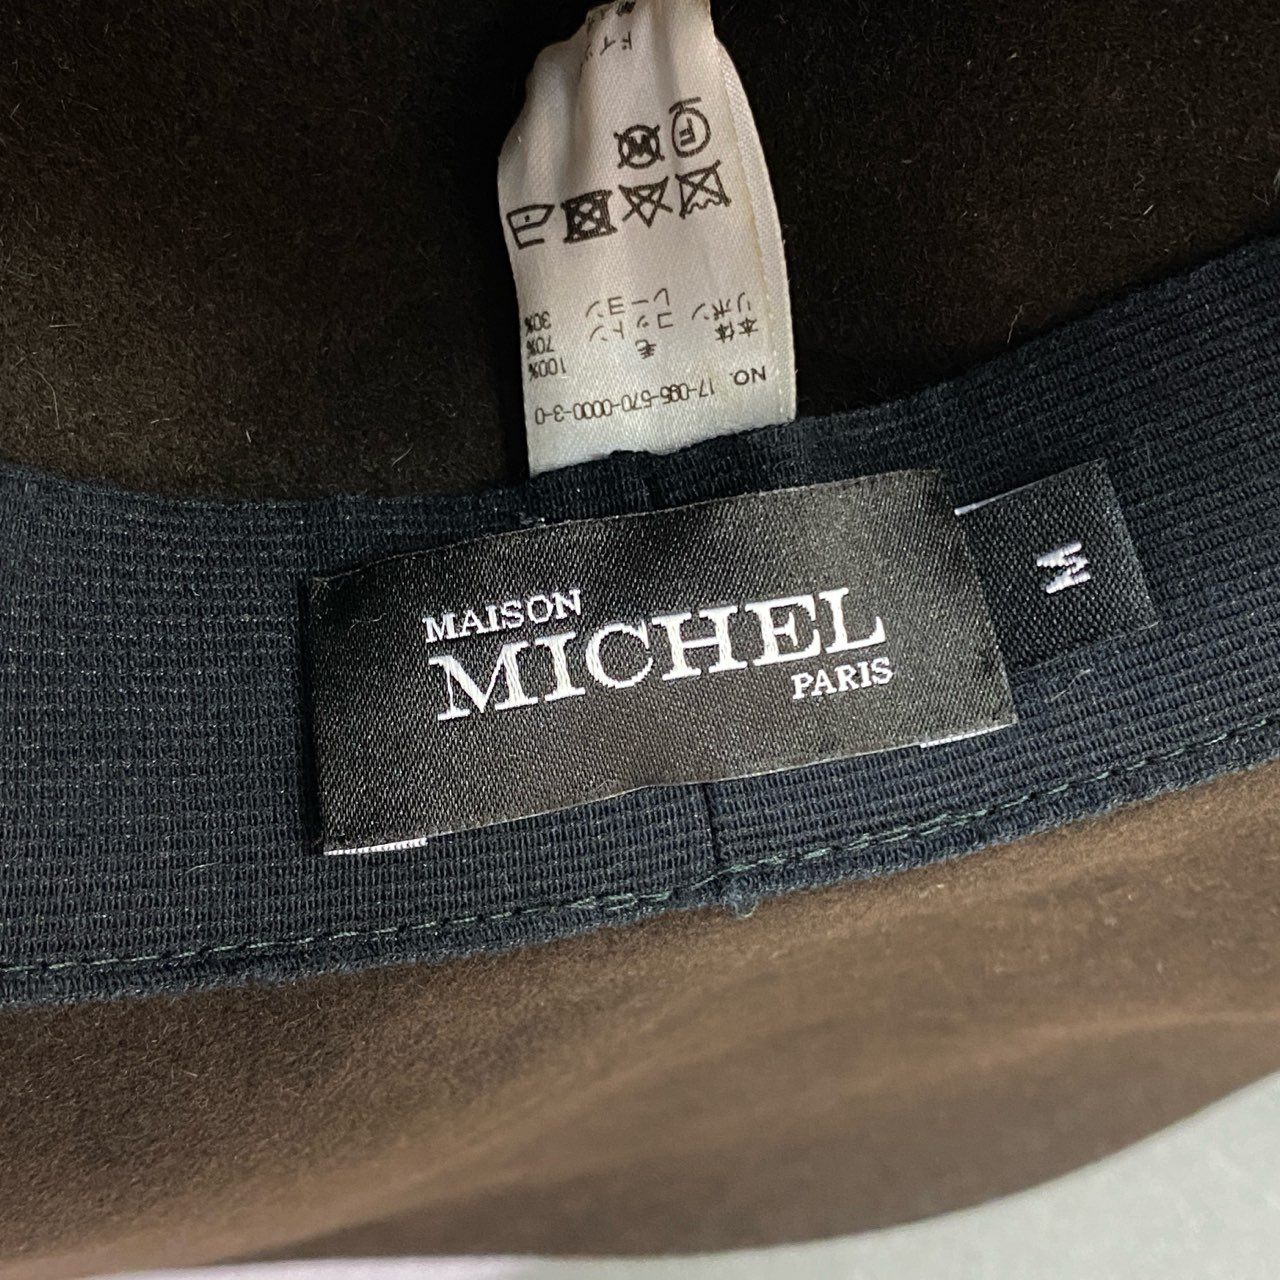 MAISON
MICHEL
PARIS
M
NO. 17-095-570-0000-3-0
本体 毛 100%
リボン コットン 70%
レーヨン 30%
F
W